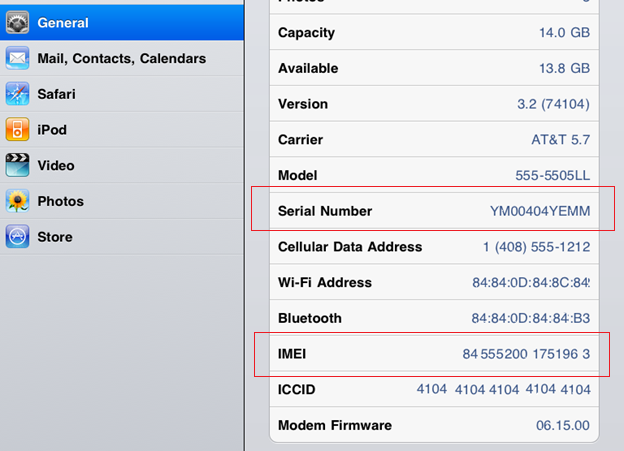 General
Mail, Contacts, Calendars
Safari
iPod
Video
Photos
Store
Capacity 14.0 GB
Available 13.8 GB
Version 3.2 (74104)
Carrier AT&T 5.7
Model 555-5505LL
Serial Number YM00404YEMM
Cellular Data Address 1 (408) 555-1212
Wi-Fi Address 84:84:0D:84:8C:84
Bluetooth 84:84:0D:84:84:B3
IMEI 84 555200 175196 3
ICCID 4104 4104 4104 4104 4104
Modem Firmware 06.15.00